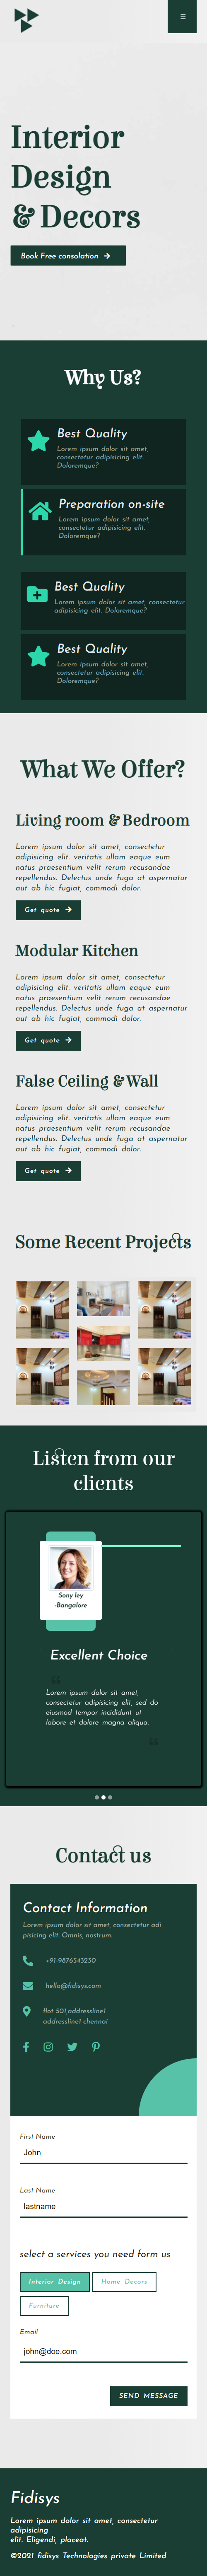 Interior
Design
& Decors
Book Free consolation
Why Us?
Best Quality
Lorem ipsum dolor sit amet,
consectetur adipisicing elit.
Doloremque?
Preparation on-site
Lorem ipsum dolor sit amet,
consectetur adipisicing elit.
Doloremque?
Best Quality
Lorem ipsum dolor sit amet, consectetur
adipisicing elit. Doloremque?
Best Quality
Lorem ipsum dolor sit amet,
consectetur adipisicing elit.
Doloremque?
What We Offer?
Living room & Bedroom
Lorem ipsum dolor sit amet, consectetur
adipisicing elit. veritatis ullam eaque eum
natus praesentium velit rerum recusandae
repellendus. Delectus unde fuga at aspernatur
aut ab hic fugiat, commodi dolor.
Get quote
Modular Kitchen
Lorem ipsum dolor sit amet, consectetur
adipisicing elit. veritatis ullam eaque eum
natus praesentium velit rerum recusandae
repellendus. Delectus unde fuga at aspernatur
aut ab hic fugiat, commodi dolor.
Get quote
False Ceiling & Wall
Lorem ipsum dolor sit amet, consectetur
adipisicing elit. veritatis ullam eaque eum
natus praesentium velit rerum recusandae
repellendus. Delectus unde fuga at aspernatur
aut ab hic fugiat, commodi dolor.
Get quote
Some Recent Projects
Listen from our
clients
Sony ley
-Bangalore
Excellent Choice
Lorem ipsum dolor sit amet,
consectetur adipisicing elit, sed do
eiusmod tempor incididunt ut
labore et dolore magna aliqua.
Contact us
Contact Information
Lorem ipsum dolor sit amet, consectetur adi
pisicing elit. Omnis, nostrum.
+91-9876543230
hello@fidisys.com
flat 501,addressline1
addressline1 chennai
First Name
John
Last Name
lastname
select a services you need form us
Interior Design
Home Decors
Furniture
Email
john@doe.com
SEND MESSAGE
Fidisys
Lorem ipsum dolor sit amet, consectetur
adipisicing
elit. Eligendi, placeat.
©2021 fidisys Technologies private Limited